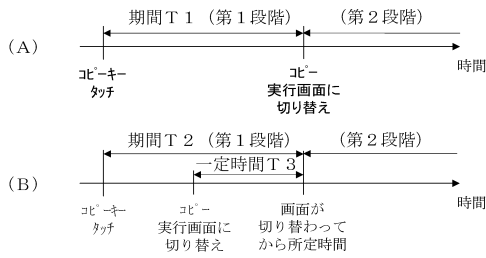 期間Ｔ１（第１段階）
（第２段階）
（Ａ）
時間
ｺﾋﾟｰｷｰ
ﾀｯﾁ
ｺﾋﾟｰ
実行画面に
切り替え
期間Ｔ２（第１段階）
（第２段階）
一定時間Ｔ３
（Ｂ）
時間
ｺﾋﾟｰｷｰ
ﾀｯﾁ
ｺﾋﾟｰ
実行画面に
切り替え
画面が
切り替わって
から所定時間